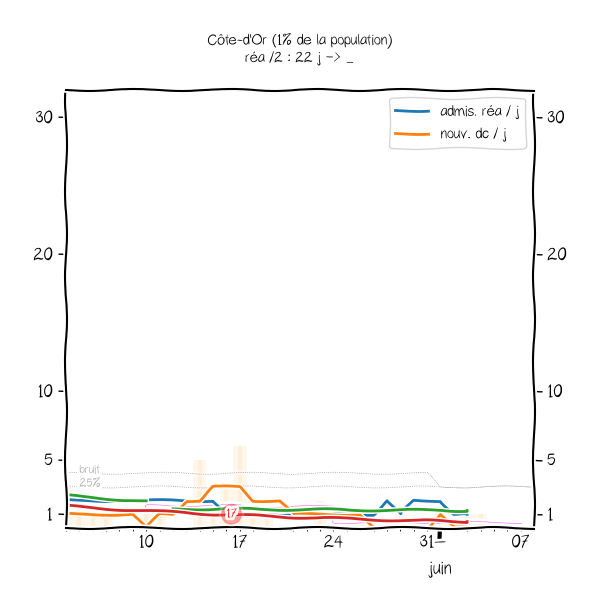 Côte-d'Or (1% de la population)
réa /2 : 22 j -> _
admis. réa / j
nouv. dc / j
30
30
20
20
10
10
5
5
bruit
25%
1
17
1
10
17
24
31
07
juin